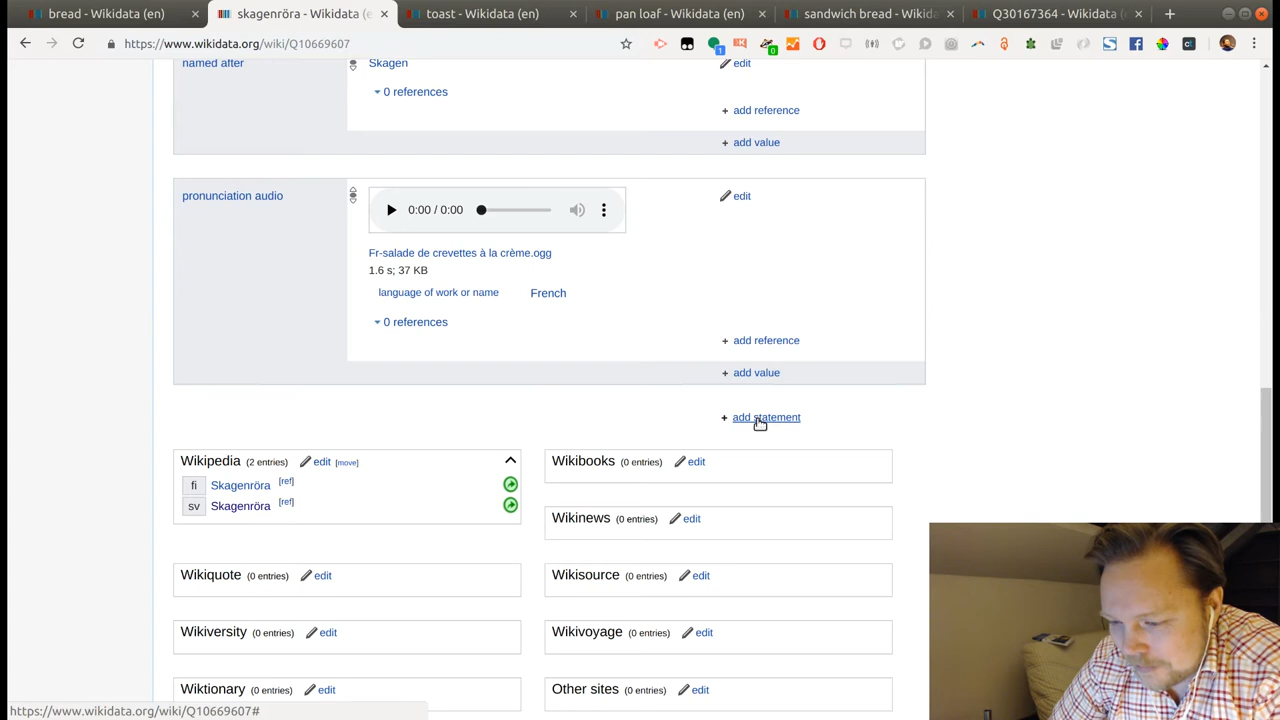 bread - Wikidata
skagenröra - Wikidata (e
toast - Wikidata (en)
pan loaf - Wikidata (en)
sandwich bread - Wikidata
Q30167364 - Wikidata (en)
https://www.wikidata.org/wiki/Q10669607
named after
Skagen
edit
0 references
+ add reference
+ add value
pronunciation audio
0:00 / 0:00
edit
Fr-salade de crevettes à la crème.ogg
1.6 s; 37 KB
language of work or name French
0 references
+ add reference
+ add value
+ add statement
Wikipedia (2 entries) edit [move]
fi Skagenröra [ref]
sv Skagenröra [ref]
Wikibooks (0 entries) edit
Wikinews (0 entries) edit
Wikiquote (0 entries) edit
Wikisource (0 entries) edit
Wikiversity (0 entries) edit
Wikivoyage (0 entries) edit
Wiktionary (0 entries) edit
Other sites (0 entries) edit
https://www.wikidata.org/wiki/Q10669607#